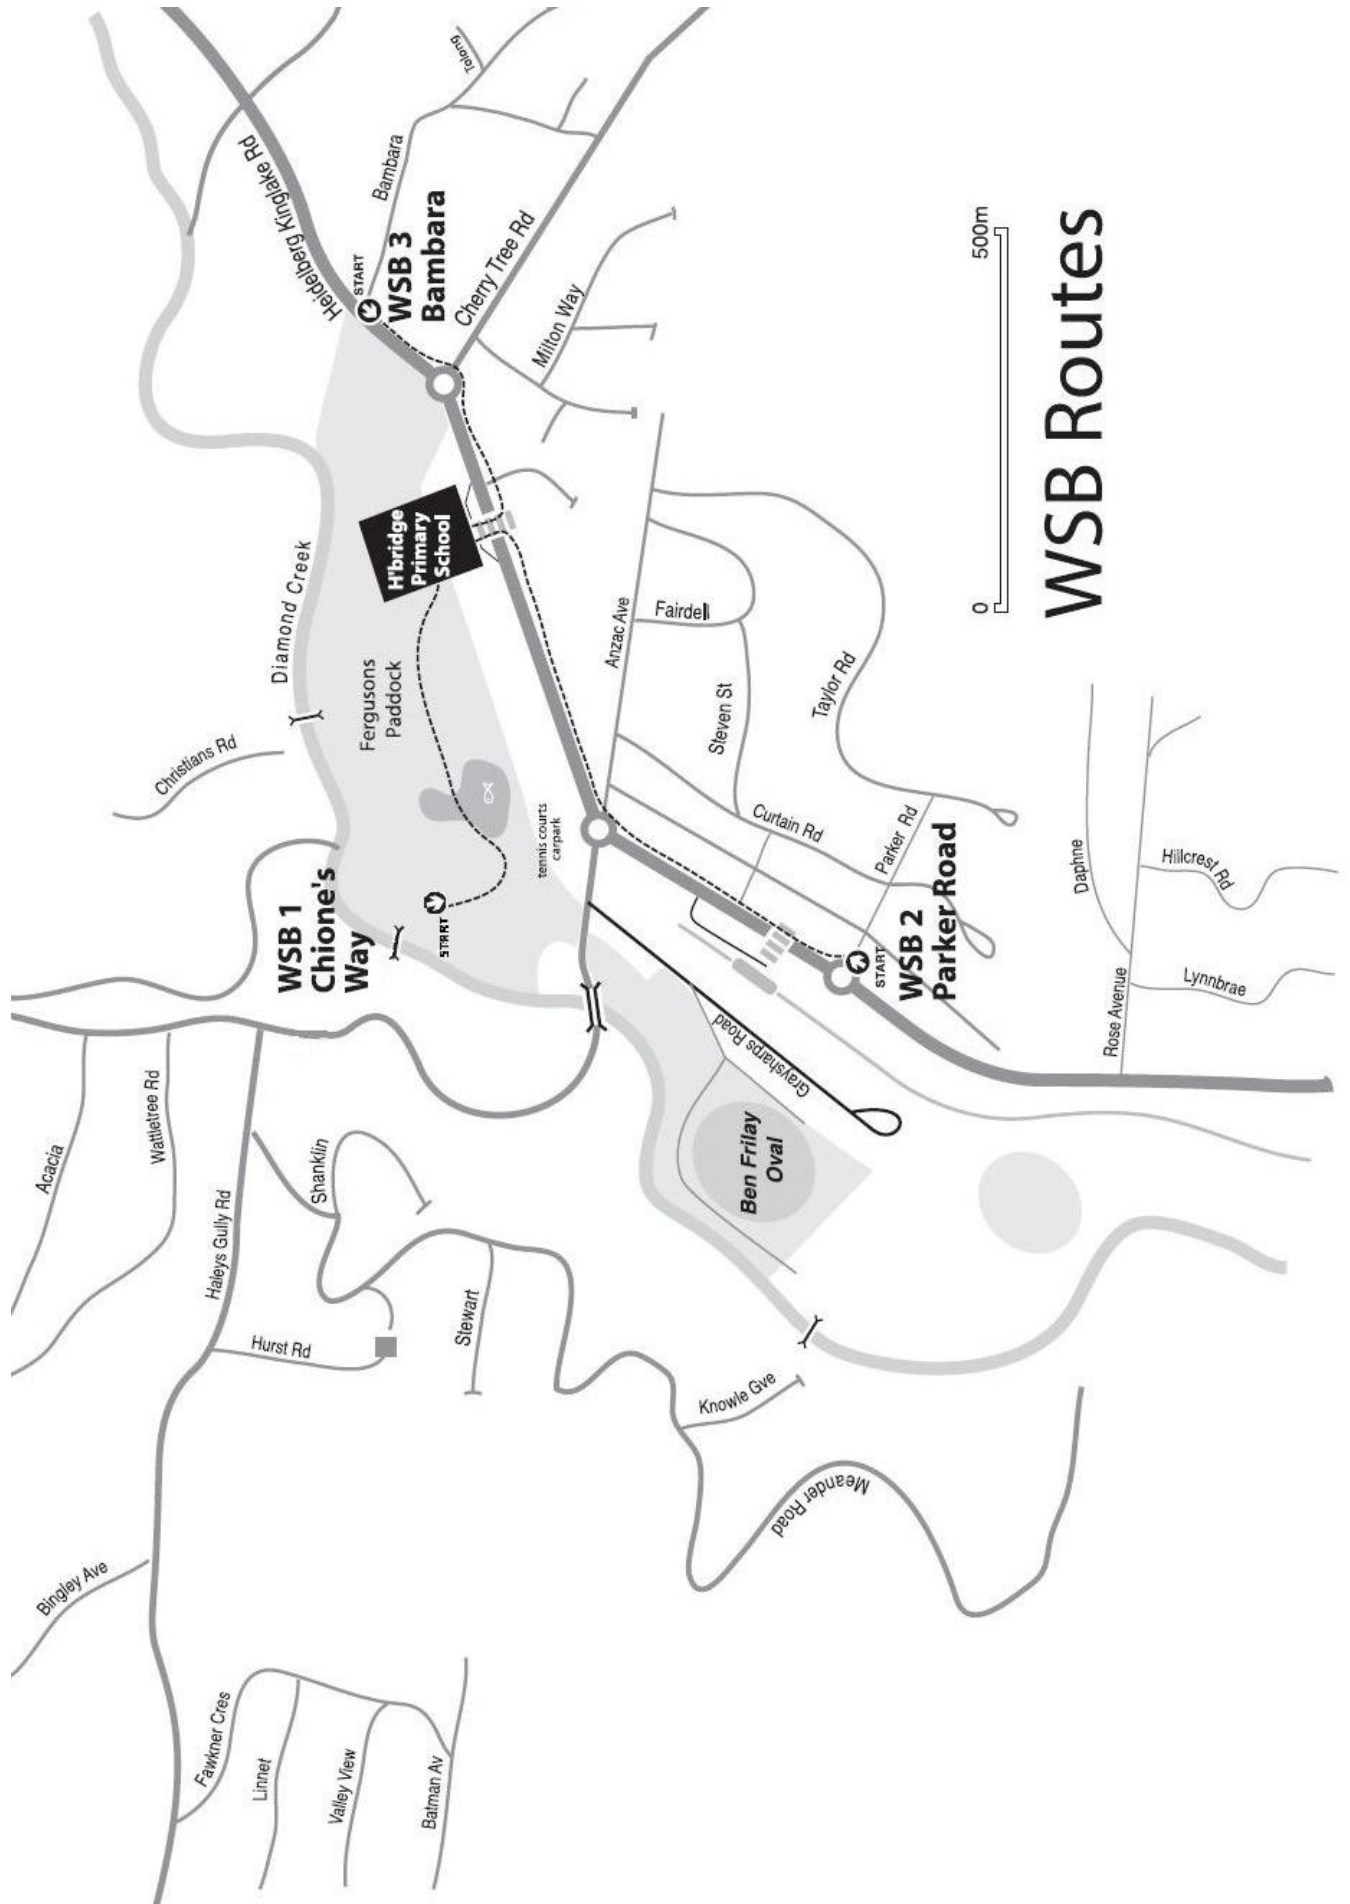 Tolong
Heidelberg Kinglake Rd
Bambara
START
WSB 3
Bambara
Cherry Tree Rd
Milton Way
H'bridge
Primary
School
Diamond Creek
Fergusons
Paddock
Christians Rd
tennis courts
carpark
WSB 1
Chione's
Way
START
Anzac Ave
Fairdell
Steven St
Taylor Rd
Curtain Rd
Parker Rd
START
WSB 2
Parker Road
Graysharps Road
Ben Frilay
Oval
Daphne
Hillcrest Rd
Rose Avenue
Lynnbrae
Acacia
Wattletree Rd
Haleys Gully Rd
Shanklin
Hurst Rd
Stewart
Knowle Gve
Meander Road
Bingley Ave
Fawkner Cres
Linnet
Valley View
Batman Av
0
500m
WSB Routes